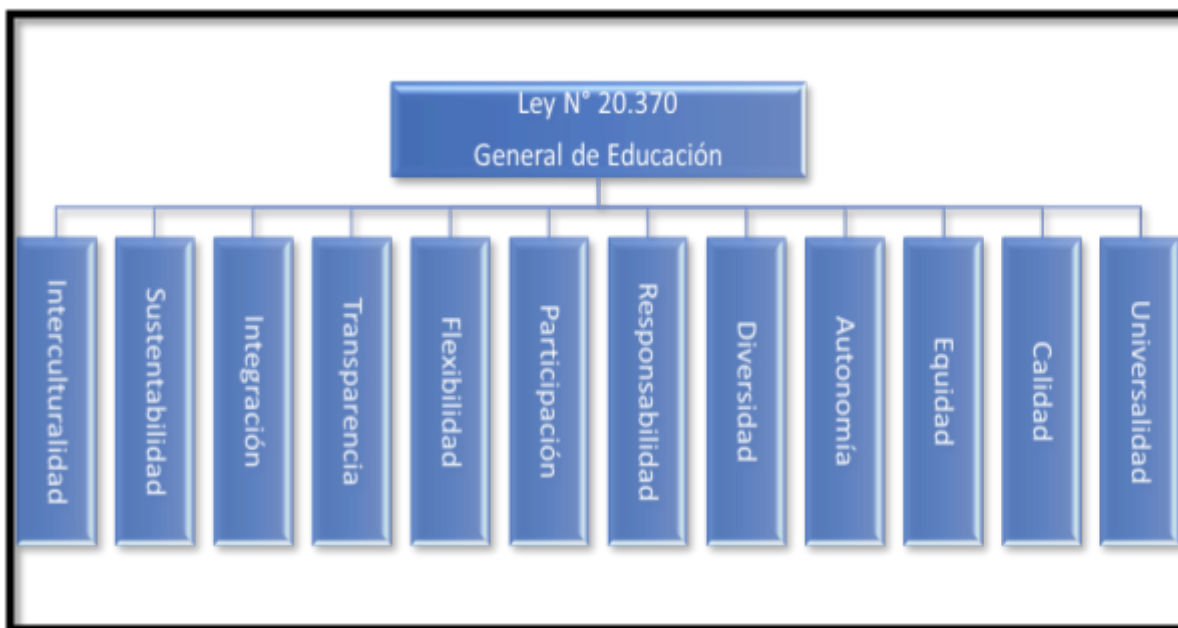 Ley N° 20.370
General de Educación
Interculturalidad
Sustentabilidad
Integración
Transparencia
Flexibilidad
Participación
Responsabilidad
Diversidad
Autonomía
Equidad
Calidad
Universalidad